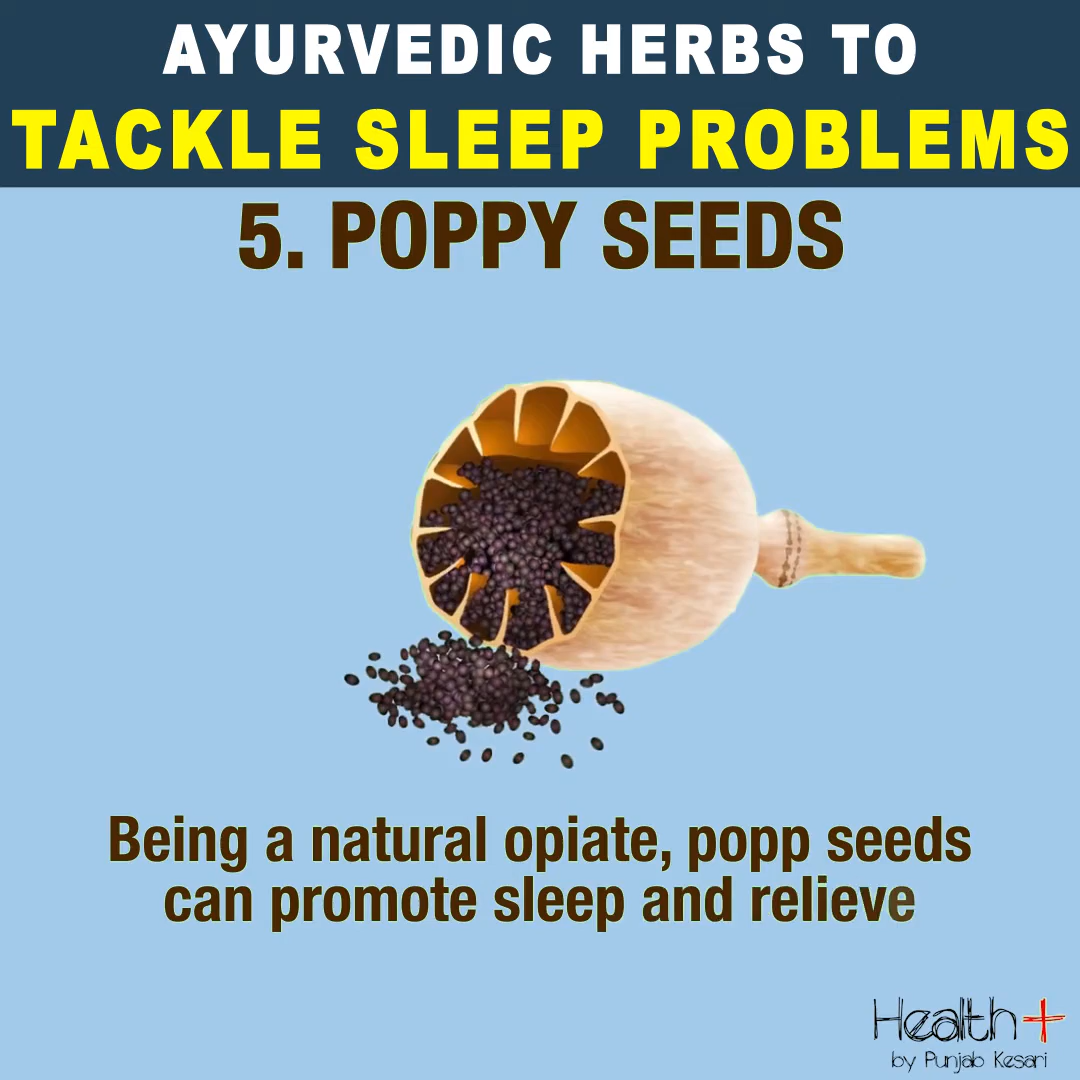 AYURVEDIC HERBS TO
TACKLE SLEEP PROBLEMS
5. POPPY SEEDS
Being a natural opiate, popp seeds
can promote sleep and relieve
Health+
by Punjab Kesari